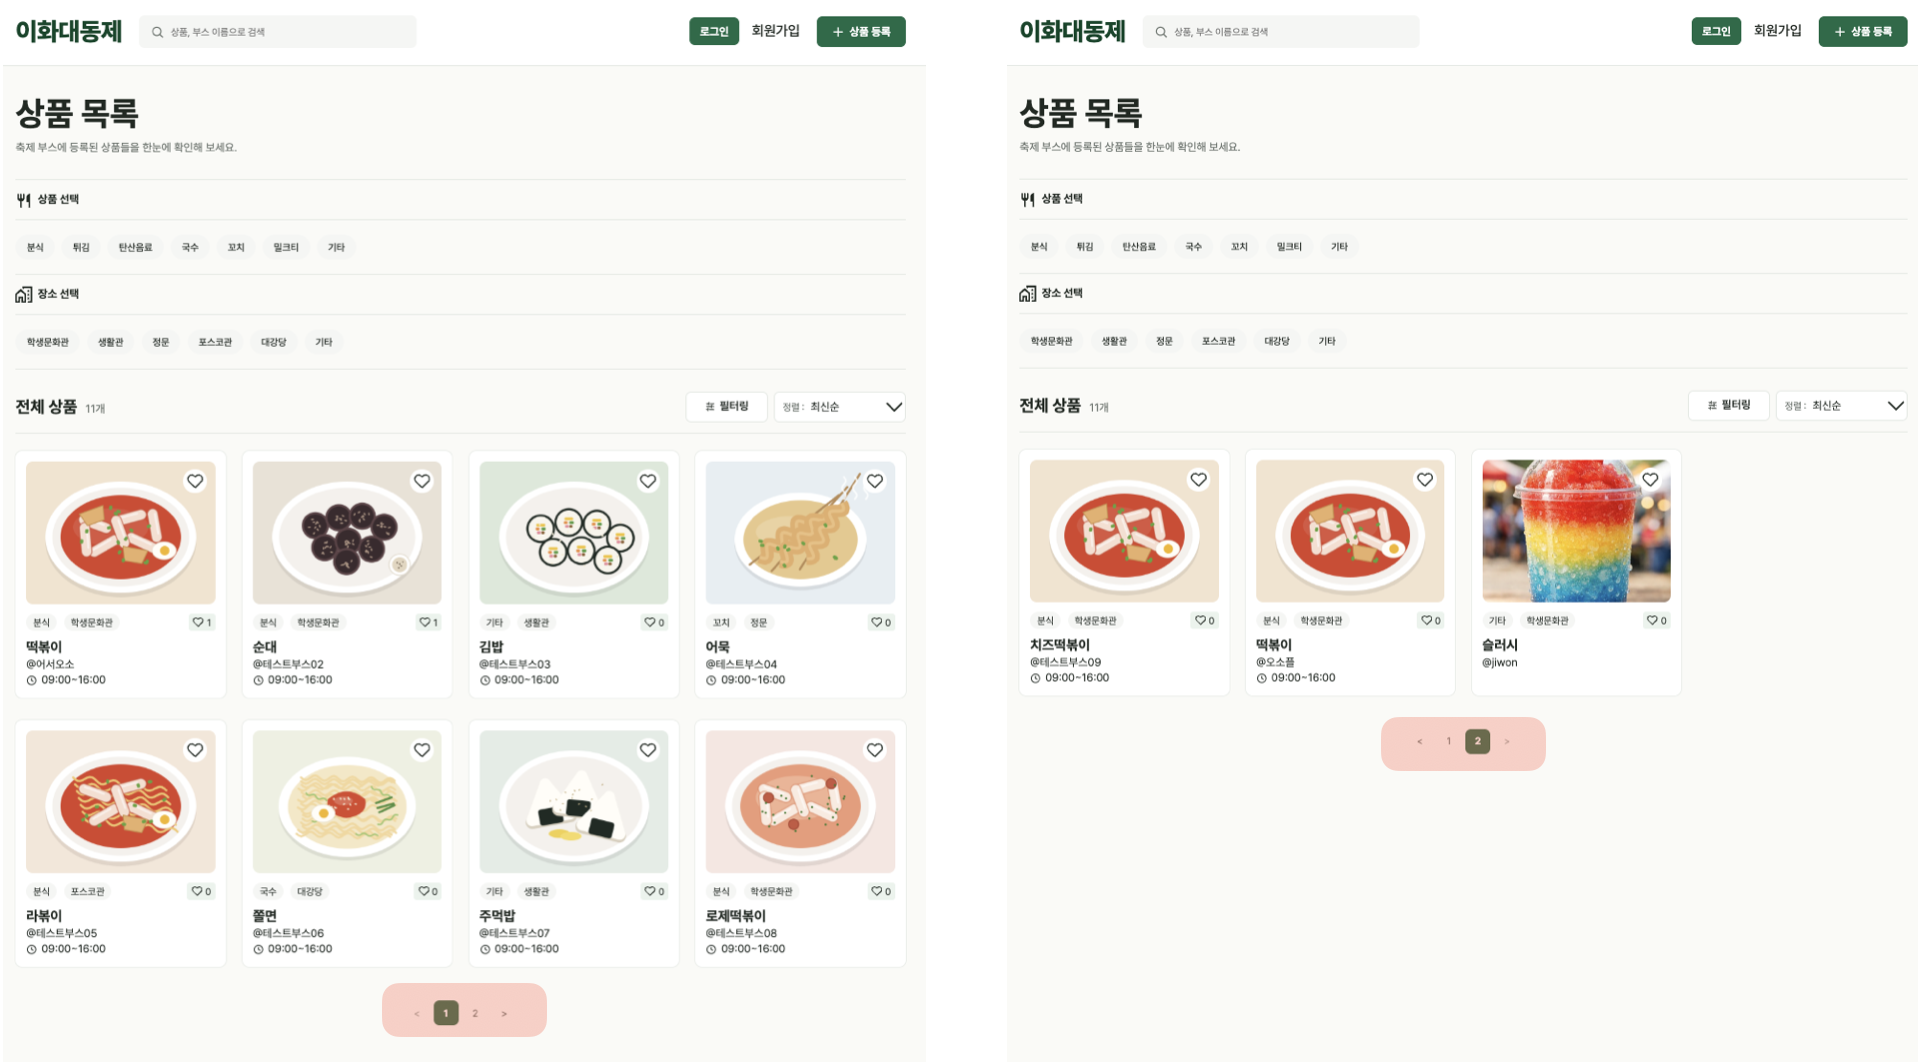 이화대동제
상품, 부스 이름으로 검색
로그인 회원가입 + 상품 등록
상품 목록
축제 부스에 등록된 상품들을 한눈에 확인해 보세요.
상품 선택
분식 튀김 탄산음료 국수 꼬치 밀크티 기타
장소 선택
학생문화관 생활관 정문 포스코관 대강당 기타
전체 상품 11개
필터링 정렬 : 최신순
분식 학생문화관 1
떡볶이
@어서오소
09:00~16:00
분식 학생문화관 1
순대
@테스트부스02
09:00~16:00
기타 생활관 0
김밥
@테스트부스03
09:00~16:00
꼬치 정문 0
어묵
@테스트부스04
09:00~16:00
분식 포스코관 0
라볶이
@테스트부스05
09:00~16:00
국수 대강당 0
쫄면
@테스트부스06
09:00~16:00
기타 생활관 0
주먹밥
@테스트부스07
09:00~16:00
분식 학생문화관 0
로제떡볶이
@테스트부스08
09:00~16:00
< 1 2 >
이화대동제
상품, 부스 이름으로 검색
로그인 회원가입 + 상품 등록
상품 목록
축제 부스에 등록된 상품들을 한눈에 확인해 보세요.
상품 선택
분식 튀김 탄산음료 국수 꼬치 밀크티 기타
장소 선택
학생문화관 생활관 정문 포스코관 대강당 기타
전체 상품 11개
필터링 정렬 : 최신순
분식 학생문화관 0
치즈떡볶이
@테스트부스09
09:00~16:00
분식 학생문화관 0
떡볶이
@오소플
09:00~16:00
기타 학생문화관 0
슬러시
@jiwon
< 1 2 >